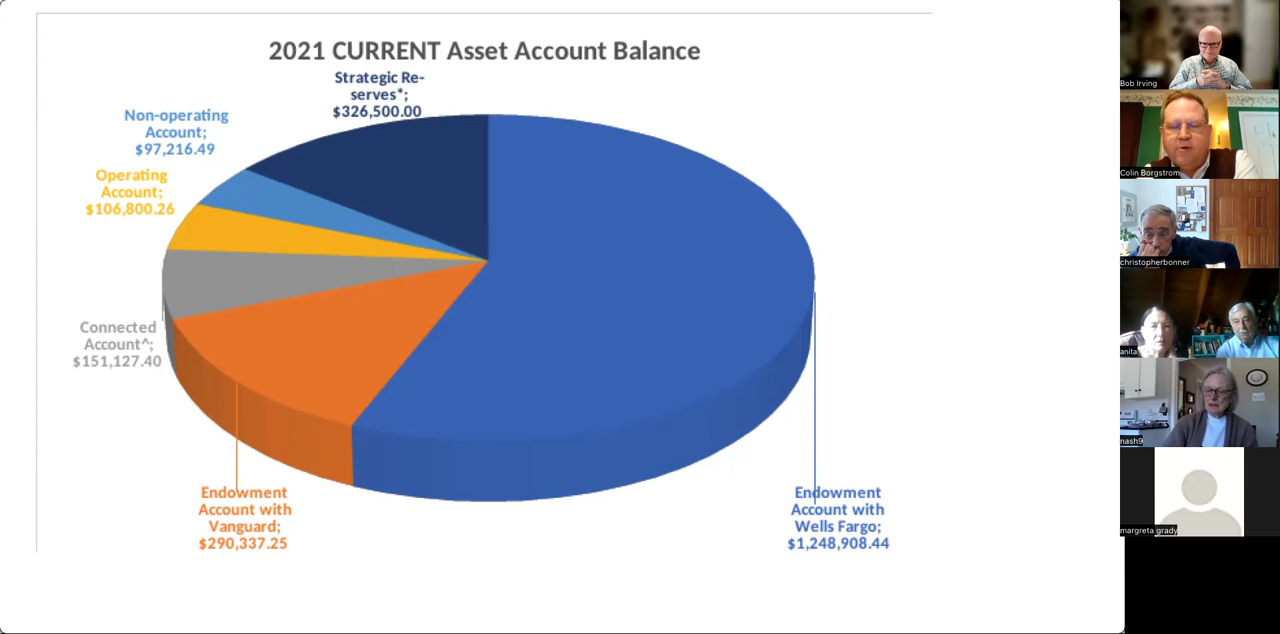 2021 CURRENT Asset Account Balance
Strategic Re-
serves*;
$326,500.00
Non-operating
Account;
$97,216.49
Operating
Account;
$106,800.26
Connected
Account^;
$151,127.40
Endowment
Account with
Vanguard;
$290,337.25
Endowment
Account with
Wells Fargo;
$1,248,908.44
Bob Irving
Colin Borgstrom
christopherbonner
anita
nash9
margreta grady